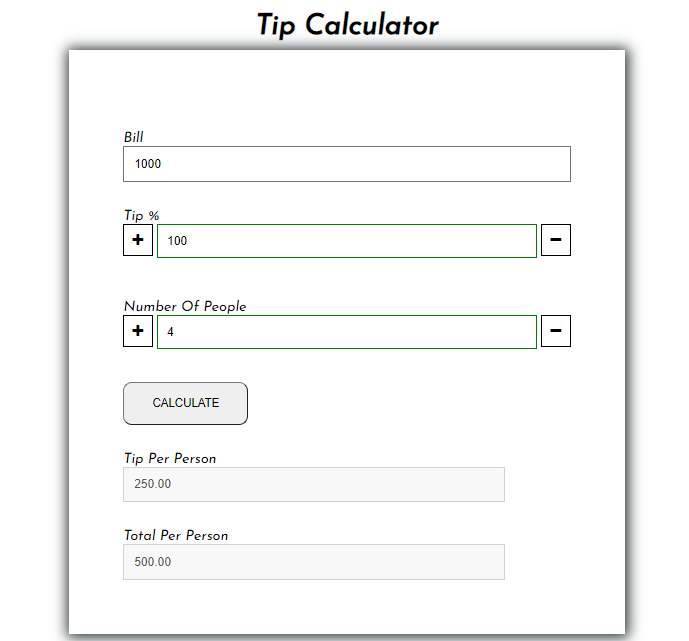 Tip Calculator
Bill
1000
Tip %
+ 100 −
Number Of People
+ 4 −
CALCULATE
Tip Per Person
250.00
Total Per Person
500.00